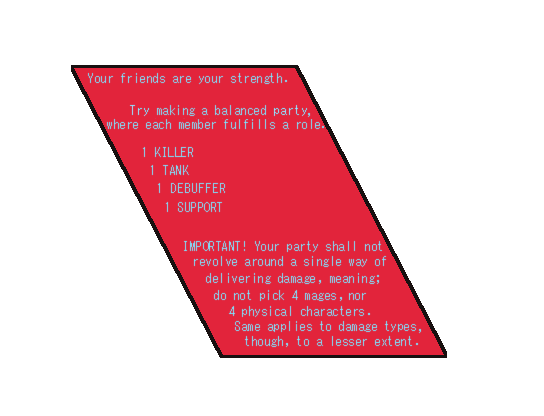 Your friends are your strength.
Try making a balanced party,
where each member fulfills a role.
1 KILLER
1 TANK
1 DEBUFFER
1 SUPPORT
IMPORTANT! Your party shall not
revolve around a single way of
delivering damage, meaning;
do not pick 4 mages, nor
4 physical characters.
Same applies to damage types,
though, to a lesser extent.